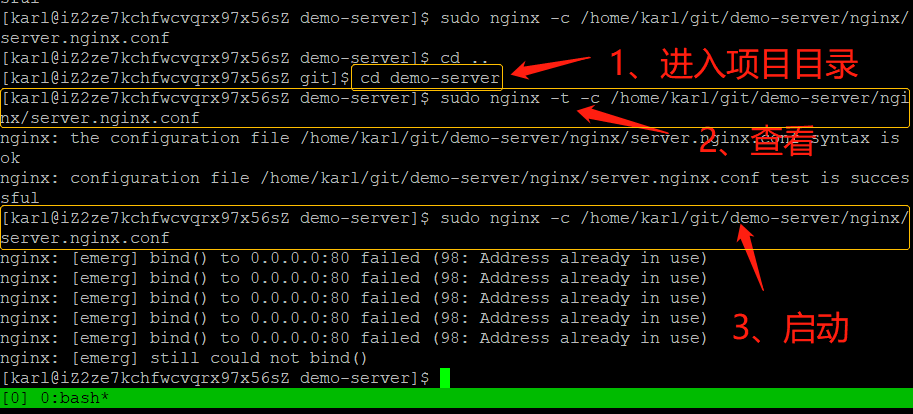 sful
[karl@iZ2ze7kchfwcvqrx97x56sZ demo-server]$ sudo nginx -c /home/karl/git/demo-server/nginx/
server.nginx.conf
[karl@iZ2ze7kchfwcvqrx97x56sZ demo-server]$ cd ..
[karl@iZ2ze7kchfwcvqrx97x56sZ git]$ cd demo-server
1、进入项目目录
[karl@iZ2ze7kchfwcvqrx97x56sZ demo-server]$ sudo nginx -t -c /home/karl/git/demo-server/ngi
nx/server.nginx.conf
2、查看
nginx: the configuration file /home/karl/git/demo-server/nginx/server.nginx.conf syntax is
ok
nginx: configuration file /home/karl/git/demo-server/nginx/server.nginx.conf test is succes
sful
[karl@iZ2ze7kchfwcvqrx97x56sZ demo-server]$ sudo nginx -c /home/karl/git/demo-server/nginx/
server.nginx.conf
nginx: [emerg] bind() to 0.0.0.0:80 failed (98: Address already in use)
nginx: [emerg] bind() to 0.0.0.0:80 failed (98: Address already in use)
nginx: [emerg] bind() to 0.0.0.0:80 failed (98: Address already in use)
nginx: [emerg] bind() to 0.0.0.0:80 failed (98: Address already in use)
nginx: [emerg] bind() to 0.0.0.0:80 failed (98: Address already in use)
3、启动
nginx: [emerg] still could not bind()
[karl@iZ2ze7kchfwcvqrx97x56sZ demo-server]$
[0] 0:bash*